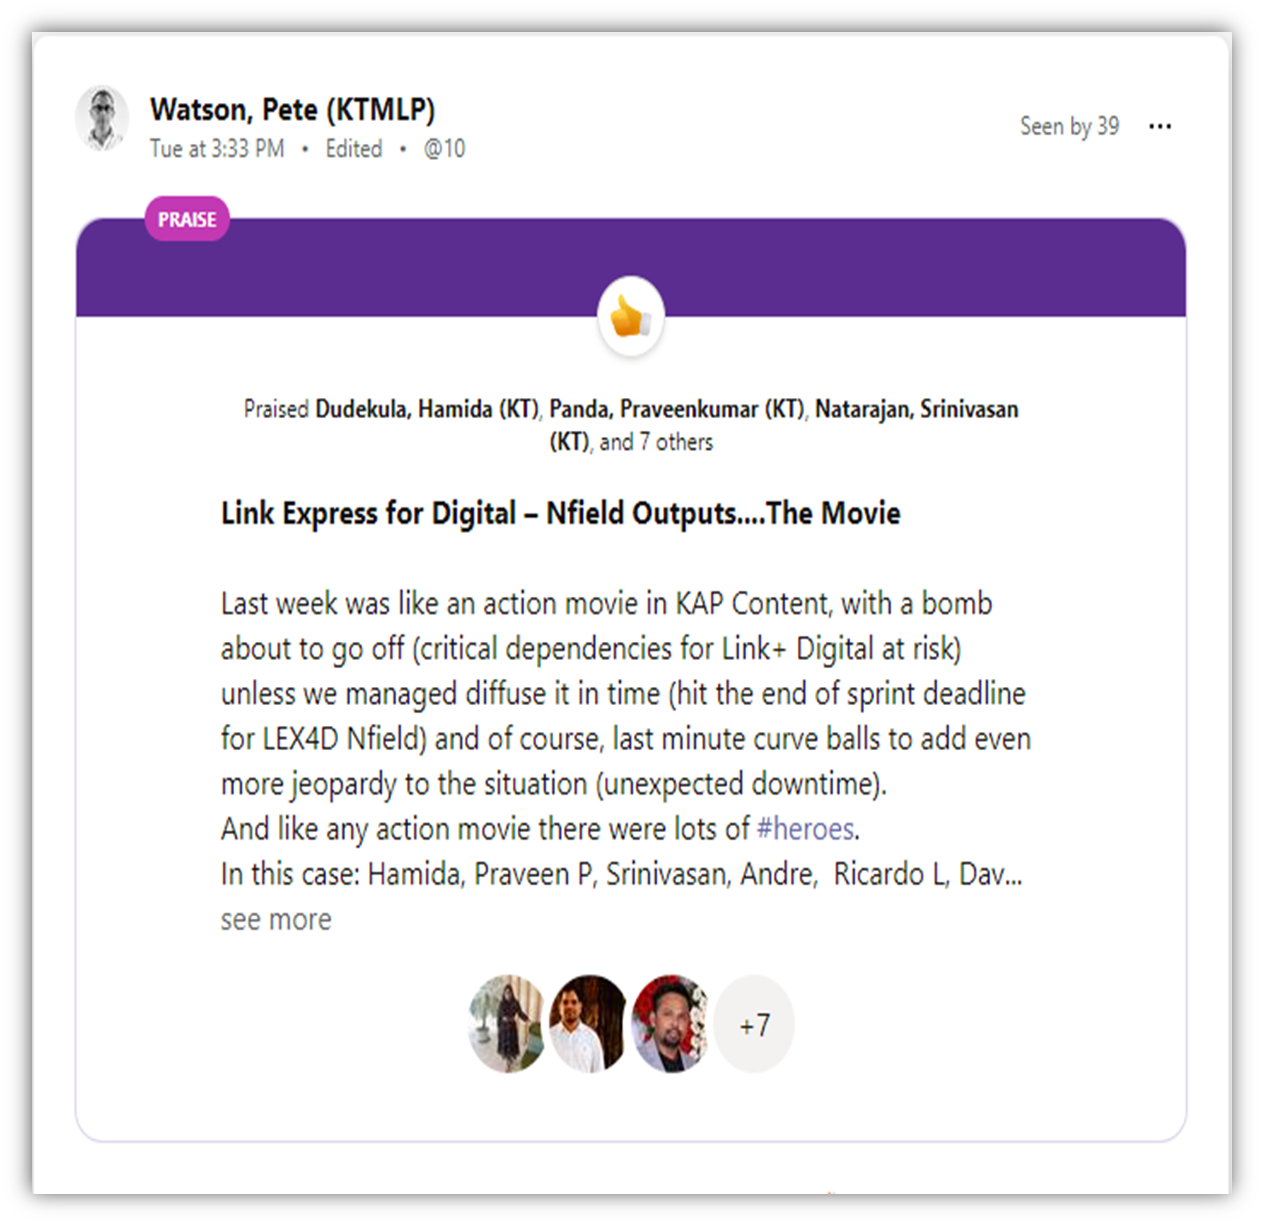 Watson, Pete (KTMLP)
Tue at 3:33 PM • Edited • @10
Seen by 39 ...
PRAISE
Praised Dudekula, Hamida (KT), Panda, Praveenkumar (KT), Natarajan, Srinivasan
(KT), and 7 others
Link Express for Digital – Nfield Outputs....The Movie
Last week was like an action movie in KAP Content, with a bomb
about to go off (critical dependencies for Link+ Digital at risk)
unless we managed diffuse it in time (hit the end of sprint deadline
for LEX4D Nfield) and of course, last minute curve balls to add even
more jeopardy to the situation (unexpected downtime).
And like any action movie there were lots of #heroes.
In this case: Hamida, Praveen P, Srinivasan, Andre,  Ricardo L, Dav...
see more
+7